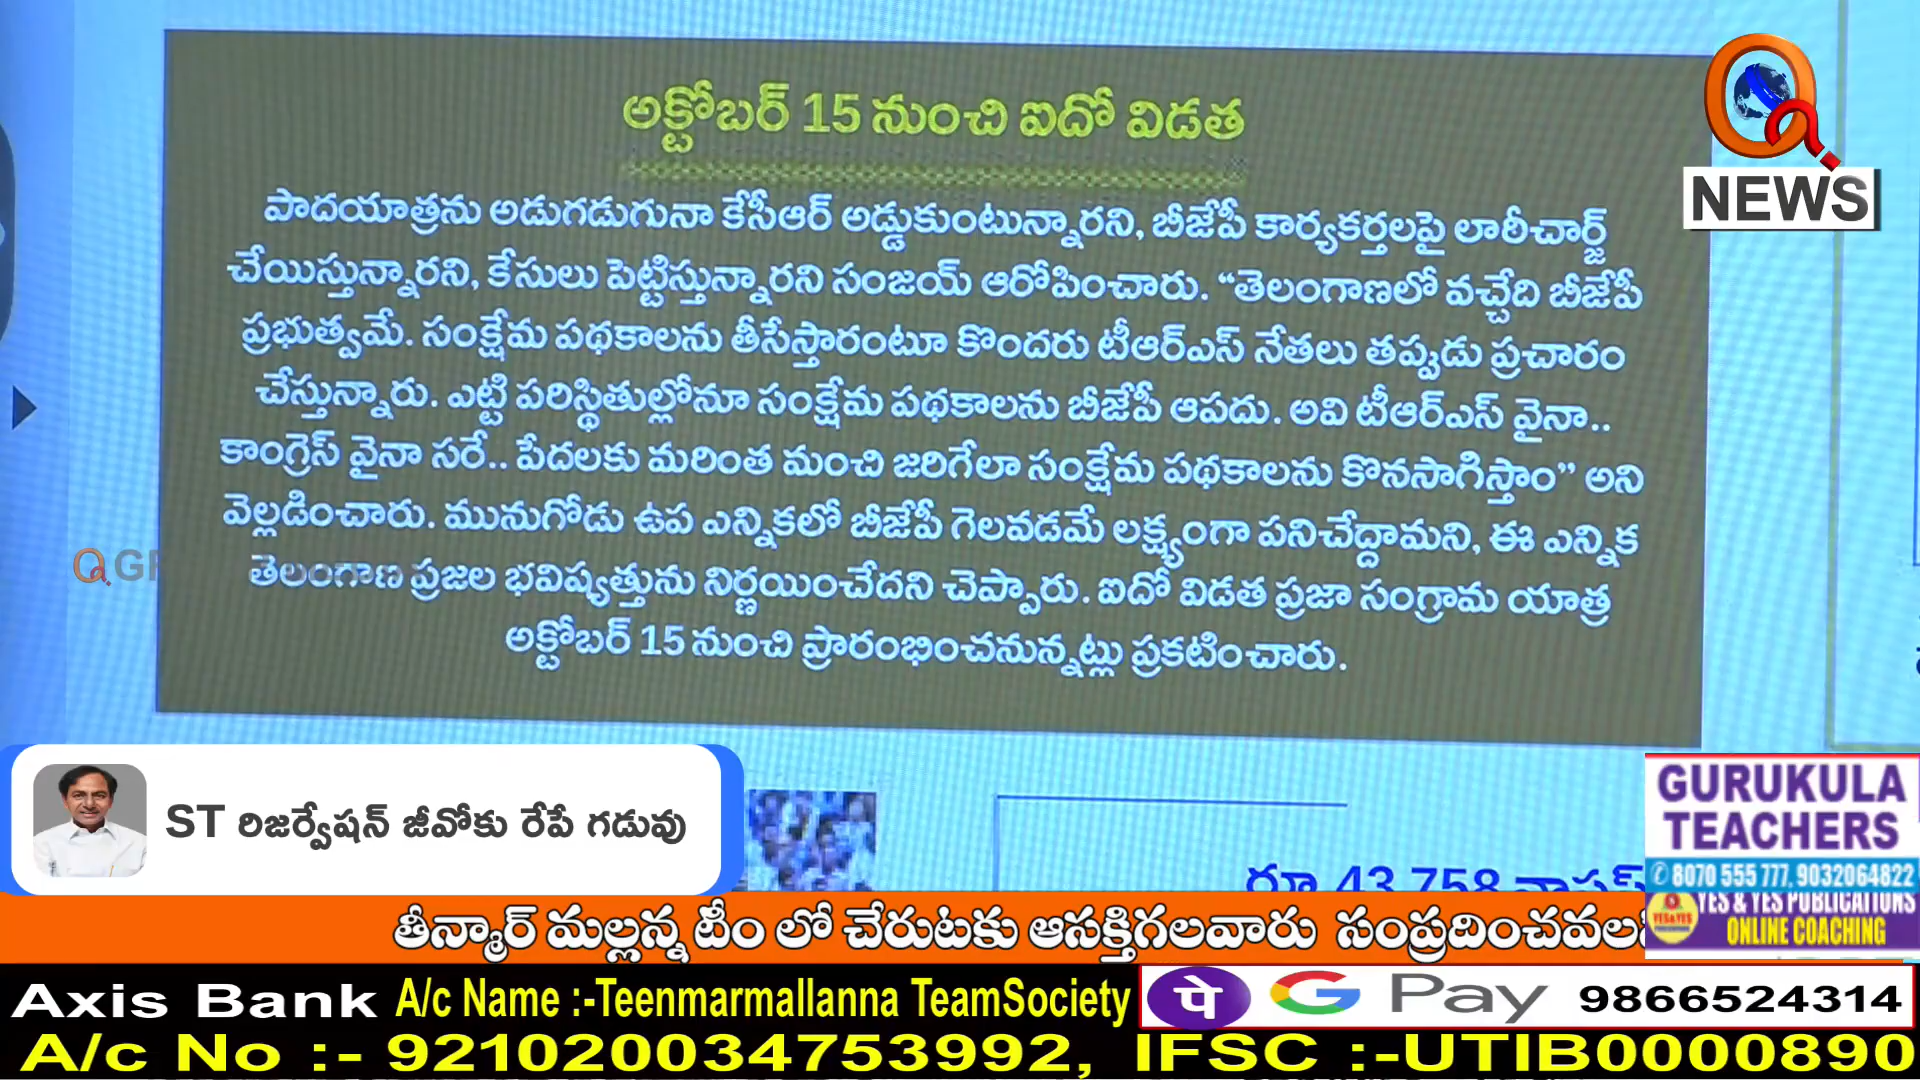 అక్టోబర్ 15 నుంచి ఐదో విడత
పాదయాత్రను అడుగడుగునా కేసీఆర్ అడ్డుకుంటున్నారని, బీజేపీ కార్యకర్తలపై లాఠీచార్జ్
చేయిస్తున్నారని, కేసులు పెట్టిస్తున్నారని సంజయ్ ఆరోపించారు. “తెలంగాణలో వచ్చేది బీజేపీ
ప్రభుత్వమే. సంక్షేమ పథకాలను తీసేస్తారంటూ కొందరు టీఆర్ఎస్ నేతలు తప్పుడు ప్రచారం
చేస్తున్నారు. ఎట్టి పరిస్థితుల్లోనూ సంక్షేమ పథకాలను బీజేపీ ఆపదు. అవి టీఆర్ఎస్ వైనా..
కాంగ్రెస్ వైనా సరే.. పేదలకు మరింత మంచి జరిగేలా సంక్షేమ పథకాలను కొనసాగిస్తాం” అని
వెల్లడించారు. మునుగోడు ఉప ఎన్నికలో బీజేపీ గెలవడమే లక్ష్యంగా పనిచేద్దామని, ఈ ఎన్నిక
తెలంగాణ ప్రజల భవిష్యత్తును నిర్ణయించేదని చెప్పారు. ఐదో విడత ప్రజా సంగ్రామ యాత్ర
అక్టోబర్ 15 నుంచి ప్రారంభించనున్నట్లు ప్రకటించారు.
Q NEWS
ST రిజర్వేషన్ జీవోకు రేపే గడువు
రూ 43,758
GURUKULA
TEACHERS
8070 555 777, 9032064822
YES & YES PUBLICATIONS
ONLINE COACHING
తీన్మార్ మల్లన్న టీం లో చేరుటకు ఆసక్తిగలవారు
Axis Bank A/c Name :-Teenmarmallanna TeamSociety పే G Pay 9866524314
A/c No :- 921020034753992, IFSC :-UTIB0000890